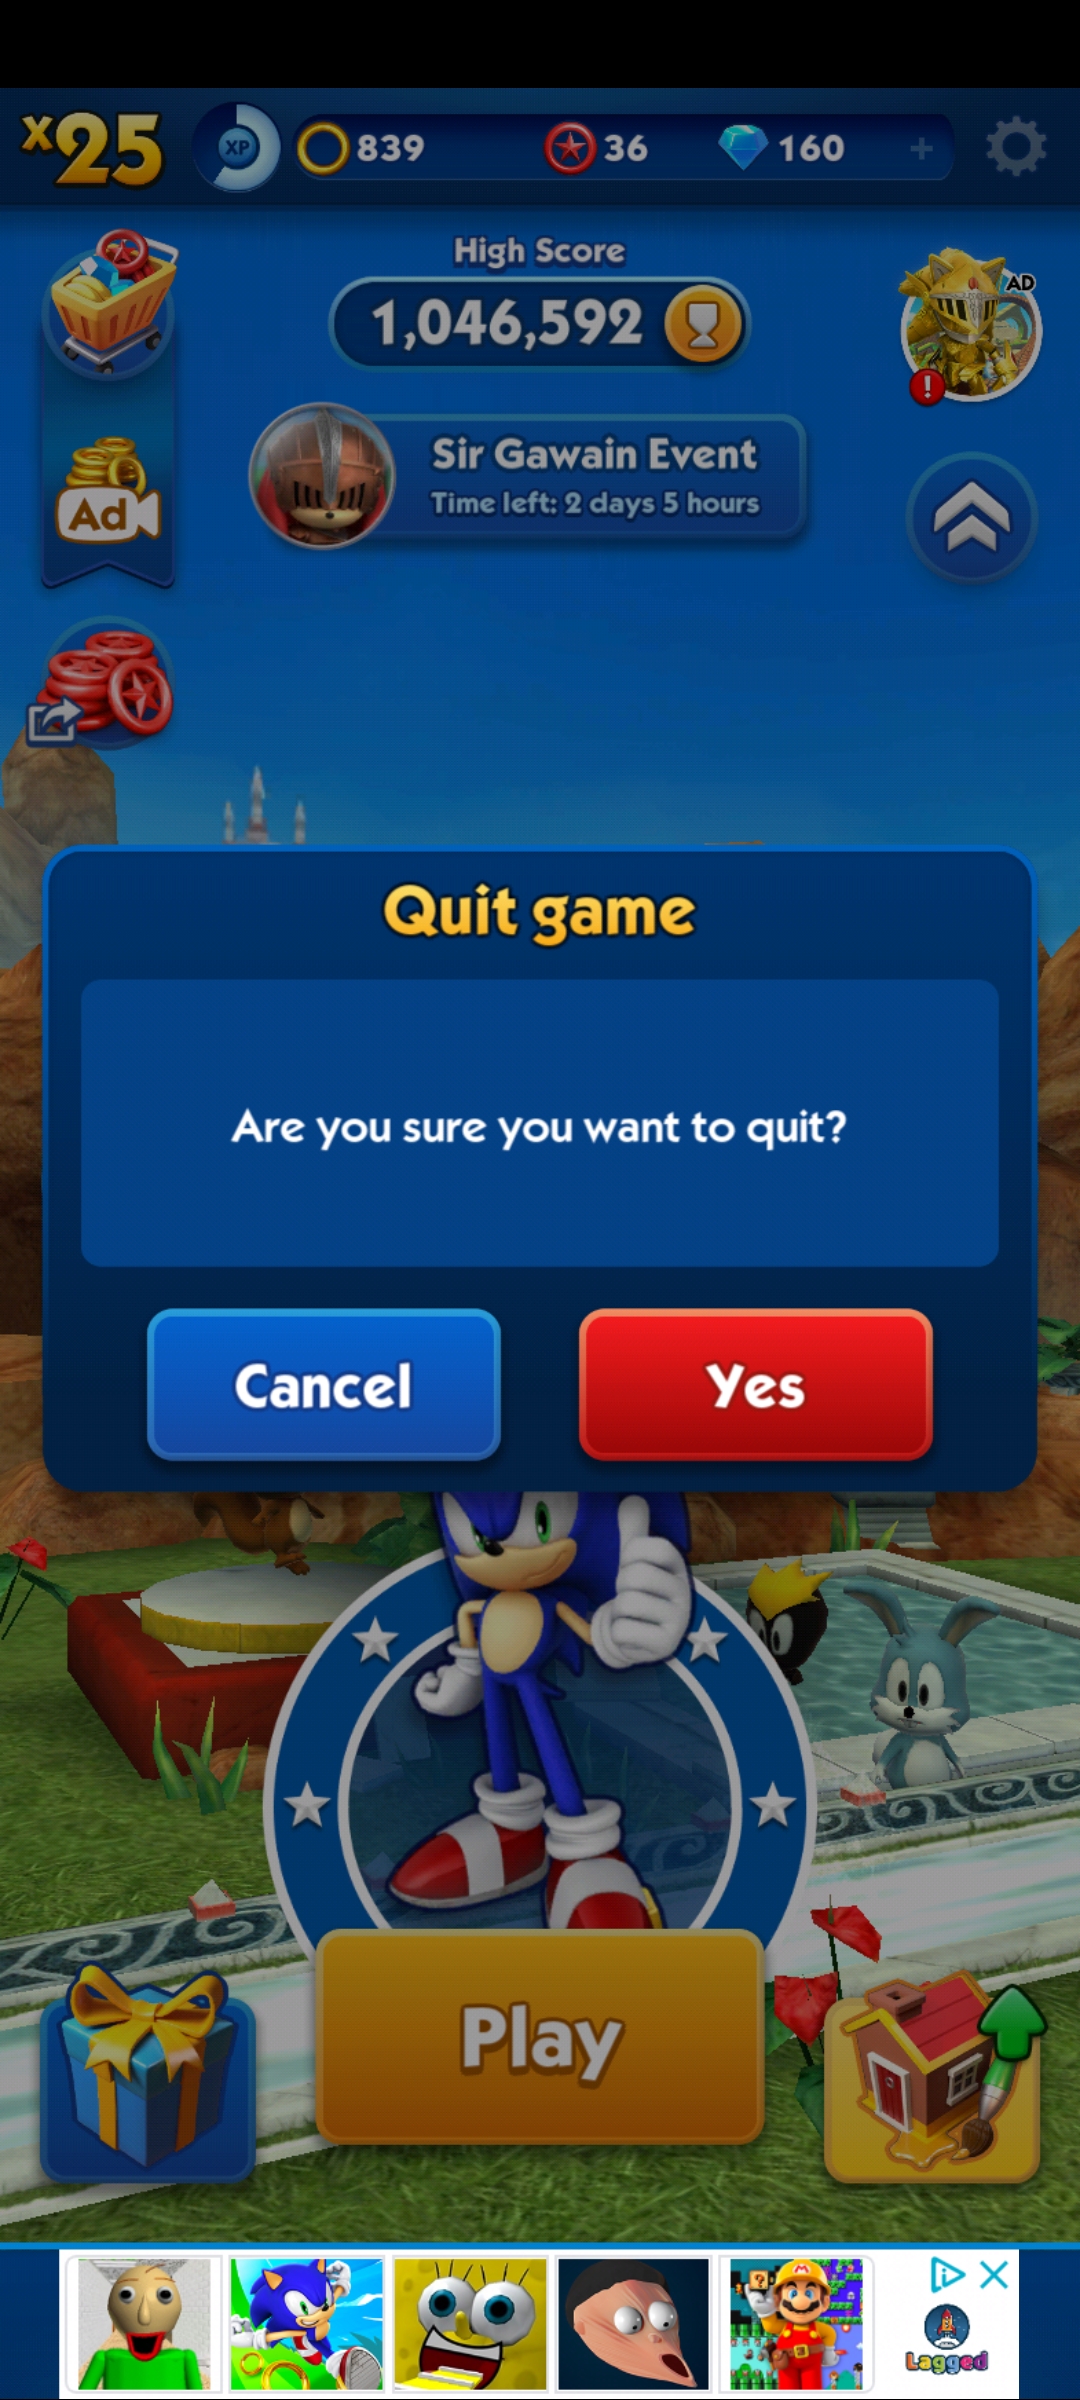 x25
XP
839
36
160
+
High Score
1,046,592
AD
!
Sir Gawain Event
Time left: 2 days 5 hours
Ad
Quit game
Are you sure you want to quit?
Cancel
Yes
Play
?
M
Lagged